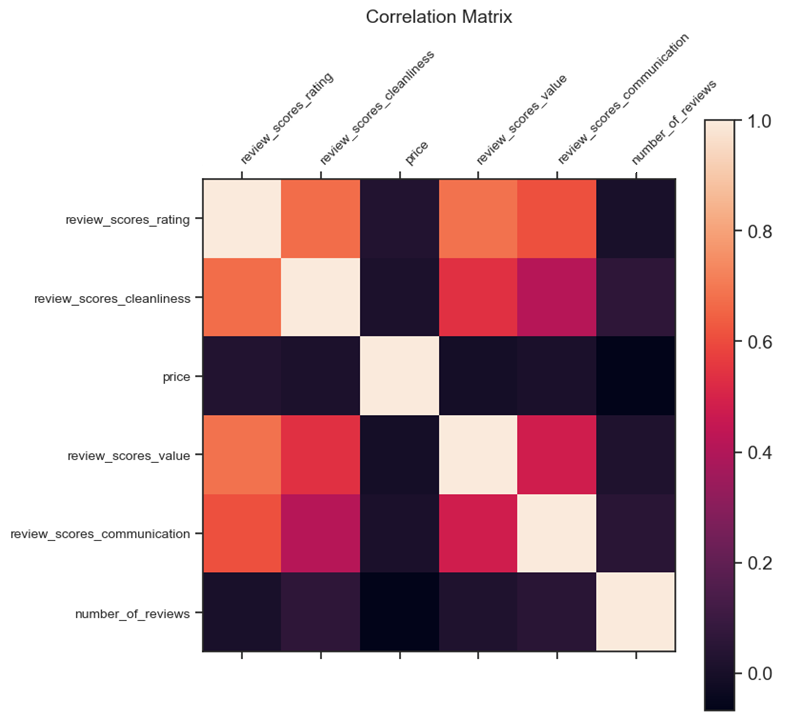 Correlation Matrix
review_scores_rating
review_scores_cleanliness
price
review_scores_value
review_scores_communication
number_of_reviews
review_scores_rating
review_scores_cleanliness
price
review_scores_value
review_scores_communication
number_of_reviews
1.0
0.8
0.6
0.4
0.2
0.0